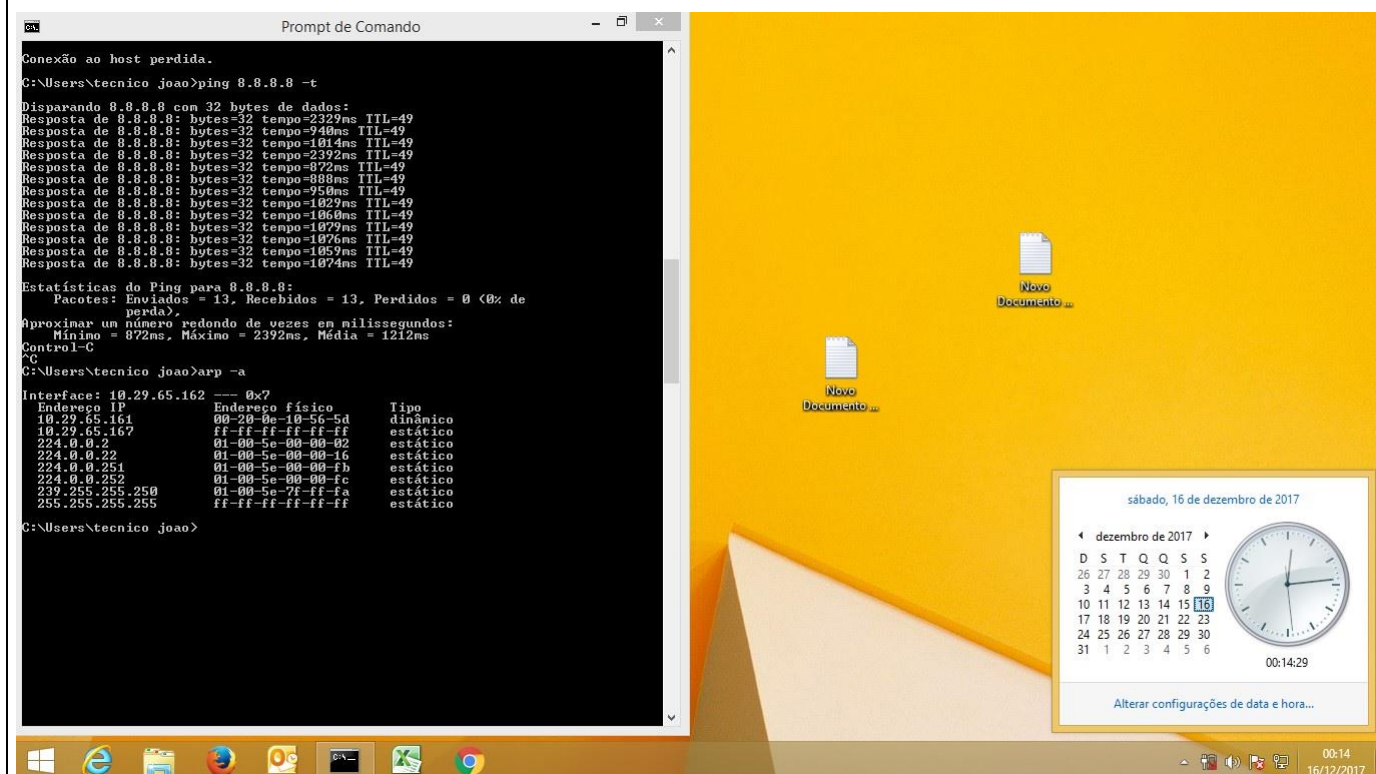 Prompt de Comando
Conexão ao host perdida.
C:\Users\tecnico joao>ping 8.8.8.8 -t
Disparando 8.8.8.8 com 32 bytes de dados:
Resposta de 8.8.8.8: bytes=32 tempo=2329ms TTL=49
Resposta de 8.8.8.8: bytes=32 tempo=940ms TTL=49
Resposta de 8.8.8.8: bytes=32 tempo=1014ms TTL=49
Resposta de 8.8.8.8: bytes=32 tempo=2392ms TTL=49
Resposta de 8.8.8.8: bytes=32 tempo=872ms TTL=49
Resposta de 8.8.8.8: bytes=32 tempo=888ms TTL=49
Resposta de 8.8.8.8: bytes=32 tempo=950ms TTL=49
Resposta de 8.8.8.8: bytes=32 tempo=1029ms TTL=49
Resposta de 8.8.8.8: bytes=32 tempo=1060ms TTL=49
Resposta de 8.8.8.8: bytes=32 tempo=1079ms TTL=49
Resposta de 8.8.8.8: bytes=32 tempo=1076ms TTL=49
Resposta de 8.8.8.8: bytes=32 tempo=1059ms TTL=49
Resposta de 8.8.8.8: bytes=32 tempo=1074ms TTL=49
Estatísticas do Ping para 8.8.8.8:
Pacotes: Enviados = 13, Recebidos = 13, Perdidos = 0 (0% de
perda),
Aproximar um número redondo de vezes em milissegundos:
Mínimo = 872ms, Máximo = 2392ms, Média = 1212ms
Control-C
^C
C:\Users\tecnico joao>arp -a
Interface: 10.29.65.162 --- 0x7
Endereço IP Endereço físico Tipo
10.29.65.161 00-20-0e-10-56-5d dinâmico
10.29.65.167 ff-ff-ff-ff-ff-ff estático
224.0.0.2 01-00-5e-00-00-02 estático
224.0.0.22 01-00-5e-00-00-16 estático
224.0.0.251 01-00-5e-00-00-fb estático
224.0.0.252 01-00-5e-00-00-fc estático
239.255.255.250 01-00-5e-7f-ff-fa estático
255.255.255.255 ff-ff-ff-ff-ff-ff estático
C:\Users\tecnico joao>
Novo
Documento ...
Novo
Documento ...
sábado, 16 de dezembro de 2017
dezembro de 2017
D S T Q Q S S
26 27 28 29 30 1 2
3 4 5 6 7 8 9
10 11 12 13 14 15 16
17 18 19 20 21 22 23
24 25 26 27 28 29 30
31 1 2 3 4 5 6
00:14:29
Alterar configurações de data e hora...
00:14
16/12/2017